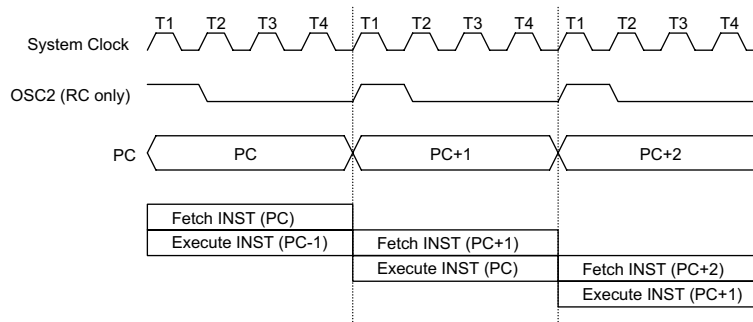 T1 T2 T3 T4 T1 T2 T3 T4 T1 T2 T3 T4
System Clock
OSC2 (RC only)
PC PC PC+1 PC+2
Fetch INST (PC)
Execute INST (PC-1) Fetch INST (PC+1)
Execute INST (PC) Fetch INST (PC+2)
Execute INST (PC+1)